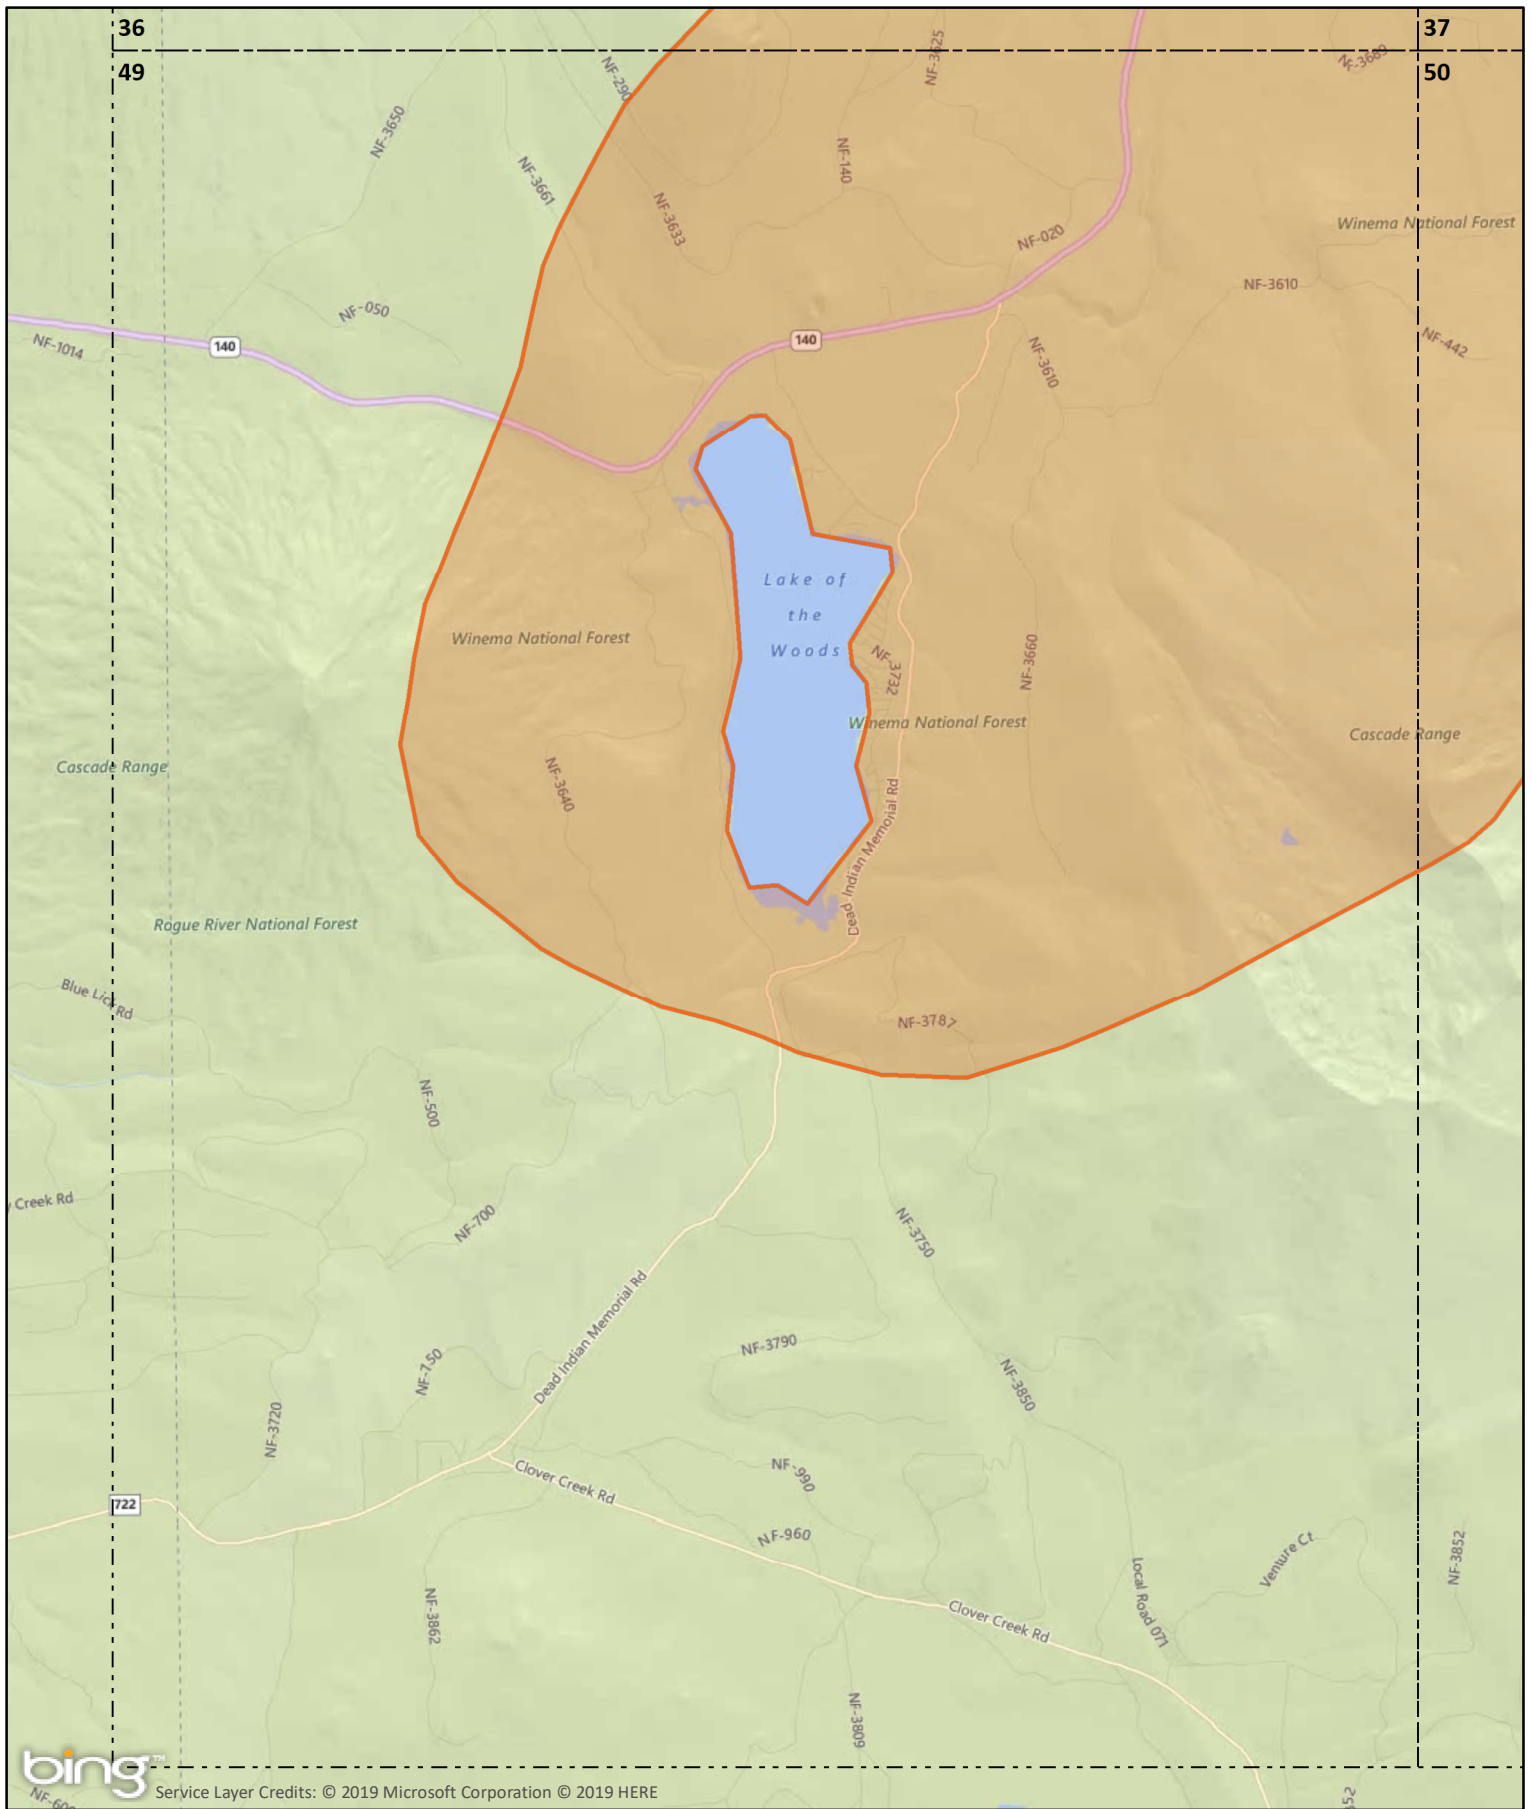 36
37
49
50
NF-3625
NF-3689
NF-290
NF-3650
NF-140
NF-3661
NF-3633
Winema National Forest
NF-020
NF-3610
NF-050
140
140
NF-1014
NF-442
NF-3610
Lake of
the
Woods
Winema National Forest
NF-3660
NF-3732
Winema National Forest
Cascade Range
Cascade Range
NF-3640
Dead Indian Memorial Rd
Rogue River National Forest
Blue Lick Rd
NF-378
NF-500
Creek Rd
NF-700
NF-3750
Dead Indian Memorial Rd
NF-3790
NF-150
NF-3850
NF-3720
Clover Creek Rd
NF-990
722
NF-960
Venture Ct
NF-3852
Local Road 071
NF-3862
Clover Creek Rd
NF-3809
bing™
Service Layer Credits: © 2019 Microsoft Corporation © 2019 HERE
52